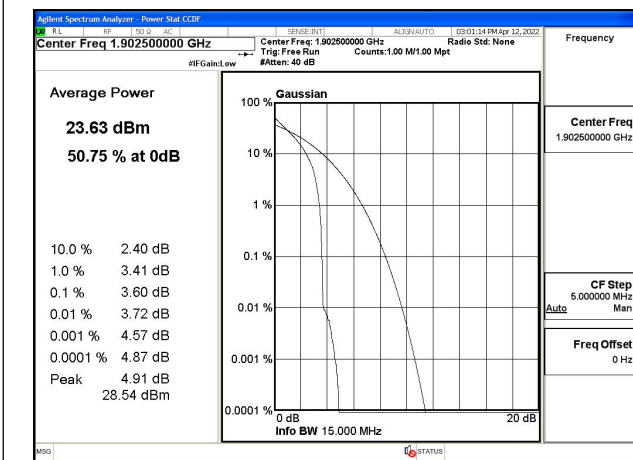 Agilent Spectrum Analyzer - Power Stat CCDF
LXI RL RF 50 Ω AC SENSE:INT ALIGN AUTO 03:01:14 PM Apr 12, 2022
Center Freq 1.902500000 GHz
Center Freq: 1.902500000 GHz Radio Std: None
Trig: Free Run Counts:1.00 M/1.00 Mpt
#IFGain:Low #Atten: 40 dB
Frequency
Average Power
23.63 dBm
50.75 % at 0dB
10.0 % 2.40 dB
1.0 % 3.41 dB
0.1 % 3.60 dB
0.01 % 3.72 dB
0.001 % 4.57 dB
0.0001 % 4.87 dB
Peak 4.91 dB
28.54 dBm
Gaussian
100 %
10 %
1 %
0.1 %
0.01 %
0.001 %
0.0001 %
0 dB 20 dB
Info BW 15.000 MHz
Center Freq
1.902500000 GHz
CF Step
5.000000 MHz
Auto Man
Freq Offset
0 Hz
MSG STATUS